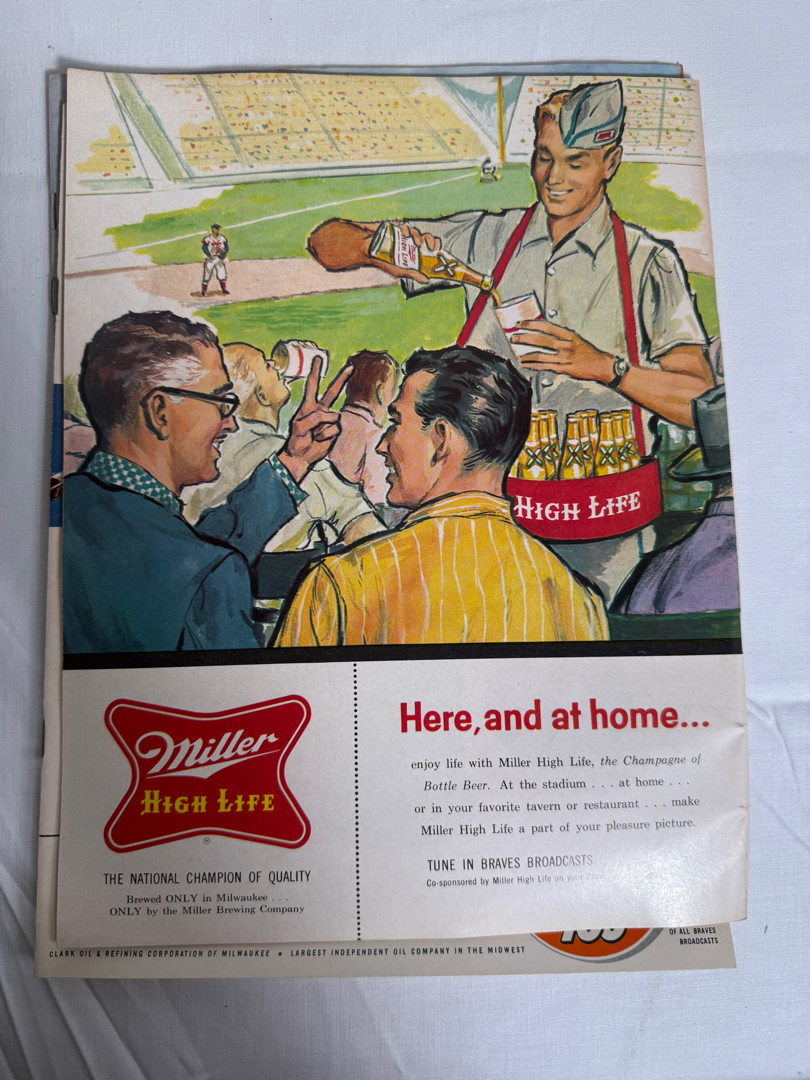 Miller
HIGH LIFE
HIGH LIFE
Miller
HIGH LIFE
®
THE NATIONAL CHAMPION OF QUALITY
Brewed ONLY in Milwaukee . . .
ONLY by the Miller Brewing Company
Here, and at home...
enjoy life with Miller High Life, the Champagne of
Bottle Beer. At the stadium . . . at home . . .
or in your favorite tavern or restaurant . . . make
Miller High Life a part of your pleasure picture.
TUNE IN BRAVES BROADCASTS
Co-sponsored by Miller High Life on your
CLARK OIL & REFINING CORPORATION OF MILWAUKEE • LARGEST INDEPENDENT OIL COMPANY IN THE MIDWEST
OF ALL BRAVES
BROADCASTS